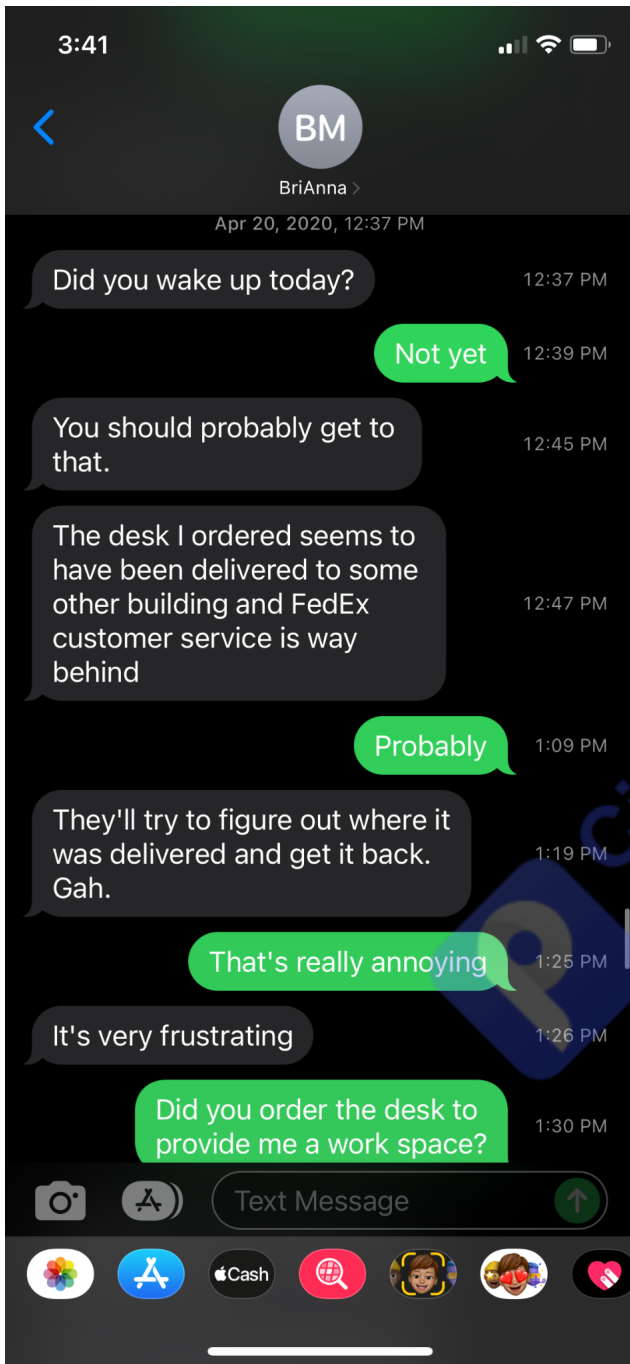 3:41
BM
BriAnna
Apr 20, 2020, 12:37 PM
Did you wake up today?
12:37 PM
Not yet
12:39 PM
You should probably get to
that.
12:45 PM
The desk I ordered seems to
have been delivered to some
other building and FedEx
customer service is way
behind
12:47 PM
Probably
1:09 PM
They'll try to figure out where it
was delivered and get it back.
Gah.
1:19 PM
That's really annoying
1:25 PM
It's very frustrating
1:26 PM
Did you order the desk to
provide me a work space?
1:30 PM
Text Message
Cash